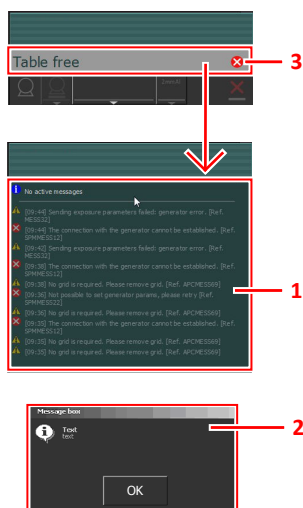 Table free
3
No active messages
[09:44] Sending exposure parameters failed: generator error. [Ref.
MESS32]
[09:44] The connection with the generator cannot be established. [Ref.
SPMMESS12]
[09:42] Sending exposure parameters failed: generator error. [Ref.
MESS32]
[09:38] The connection with the generator cannot be established. [Ref.
SPMMESS12]
[09:38] No grid is required. Please remove grid. [Ref. APCMESS69]
[09:36] Not possible to set generator params, please retry [Ref.
SPMMESS22]
[09:36] No grid is required. Please remove grid. [Ref. APCMESS69]
[09:35] The connection with the generator cannot be established. [Ref.
SPMMESS12]
[09:35] No grid is required. Please remove grid. [Ref. APCMESS69]
[09:35] No grid is required. Please remove grid. [Ref. APCMESS69]
1
Message box
Text
text
2
OK